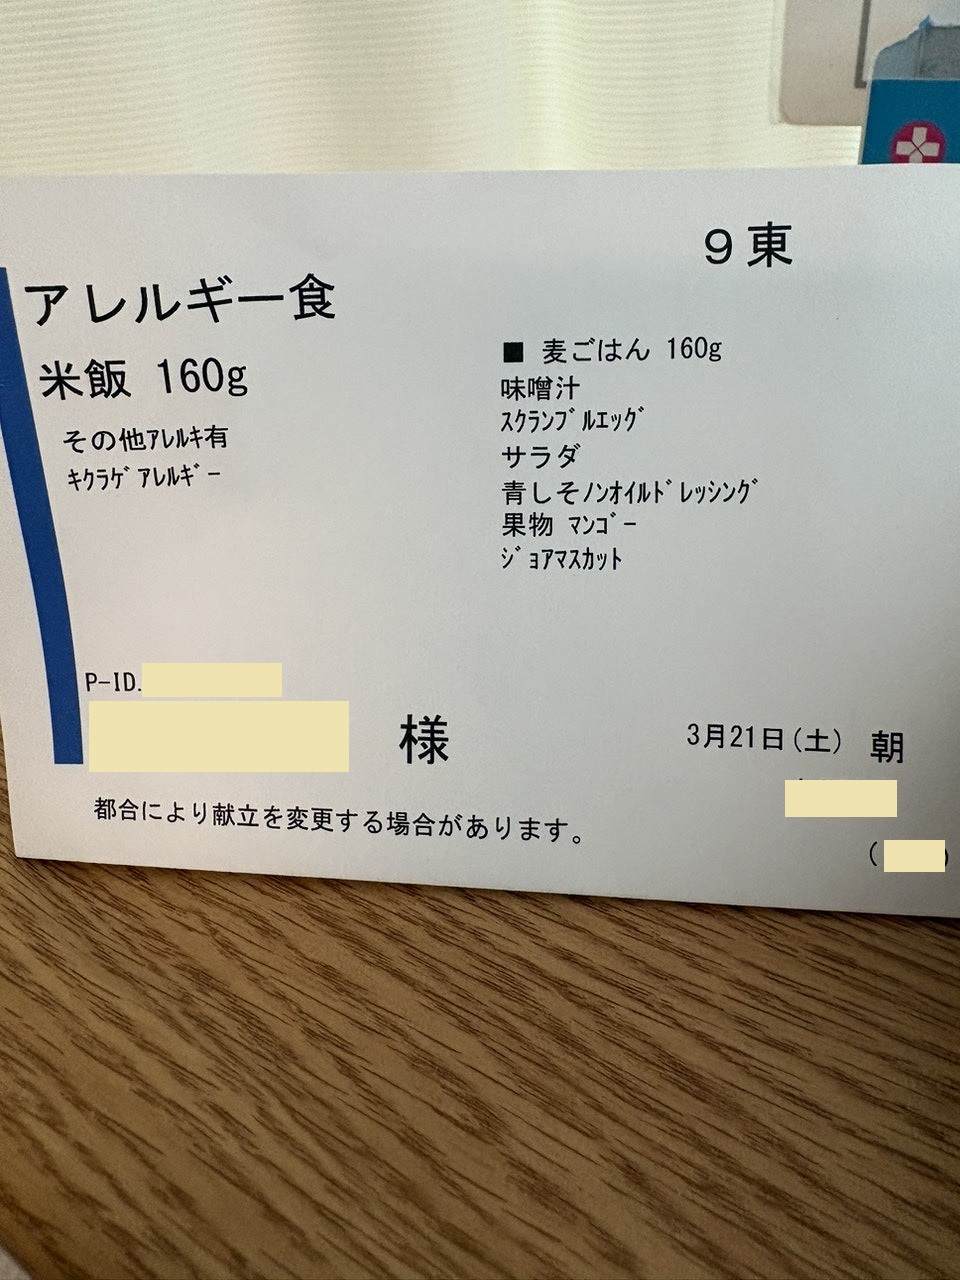 9東
アレルギー食
米飯 160g
その他ｱﾚﾙｷﾞ有
ｷｸﾗｹﾞｱﾚﾙｷﾞｰ
■ 麦ごはん 160g
味噌汁
ｽｸﾗﾝﾌﾞﾙｴｯｸﾞ
サラダ
青しそﾉﾝｵｲﾙﾄﾞﾚｯｼﾝｸﾞ
果物 ﾏﾝｺﾞｰ
ｼﾞｮｱﾏｽｶｯﾄ
P-ID.
様
3月21日(土) 朝
都合により献立を変更する場合があります。
( )